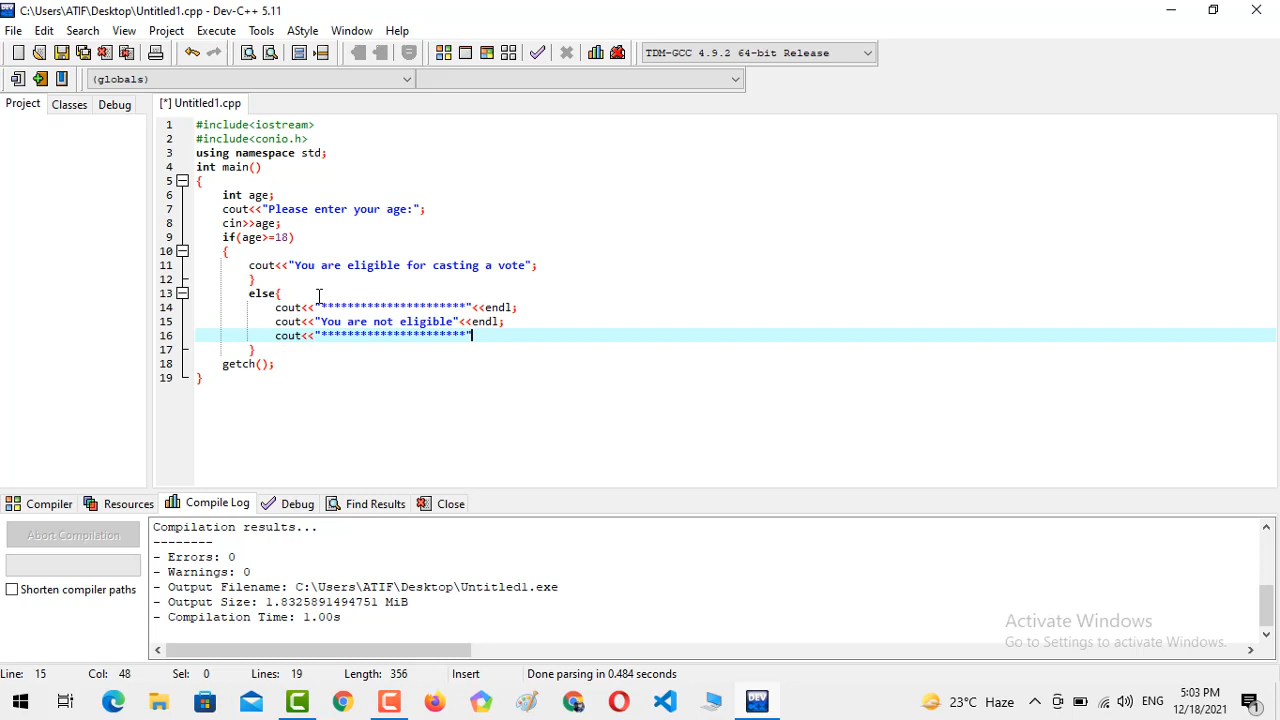 C:\Users\ATIF\Desktop\Untitled1.cpp - Dev-C++ 5.11
File Edit Search View Project Execute Tools AStyle Window Help
TDM-GCC 4.9.2 64-bit Release
(globals)
Project Classes Debug [*] Untitled1.cpp
1 #include<iostream>
2 #include<conio.h>
3 using namespace std;
4 int main()
5 {
6 int age;
7 cout<<"Please enter your age:";
8 cin>>age;
9 if(age>=18)
10 {
11 cout<<"You are eligible for casting a vote";
12 }
13 else{
14 cout<<"**********************"<<endl;
15 cout<<"You are not eligible"<<endl;
16 cout<<"**********************"
17 }
18 getch();
19 }
Compiler Resources Compile Log Debug Find Results Close
Abort Compilation
Shorten compiler paths
Compilation results...
--------
- Errors: 0
- Warnings: 0
- Output Filename: C:\Users\ATIF\Desktop\Untitled1.exe
- Output Size: 1.8325891494751 MiB
- Compilation Time: 1.00s
Activate Windows
Go to Settings to activate Windows.
Line: 15 Col: 48 Sel: 0 Lines: 19 Length: 356 Insert Done parsing in 0.484 seconds
23°C Haze ENG 5:03 PM
12/18/2021 1